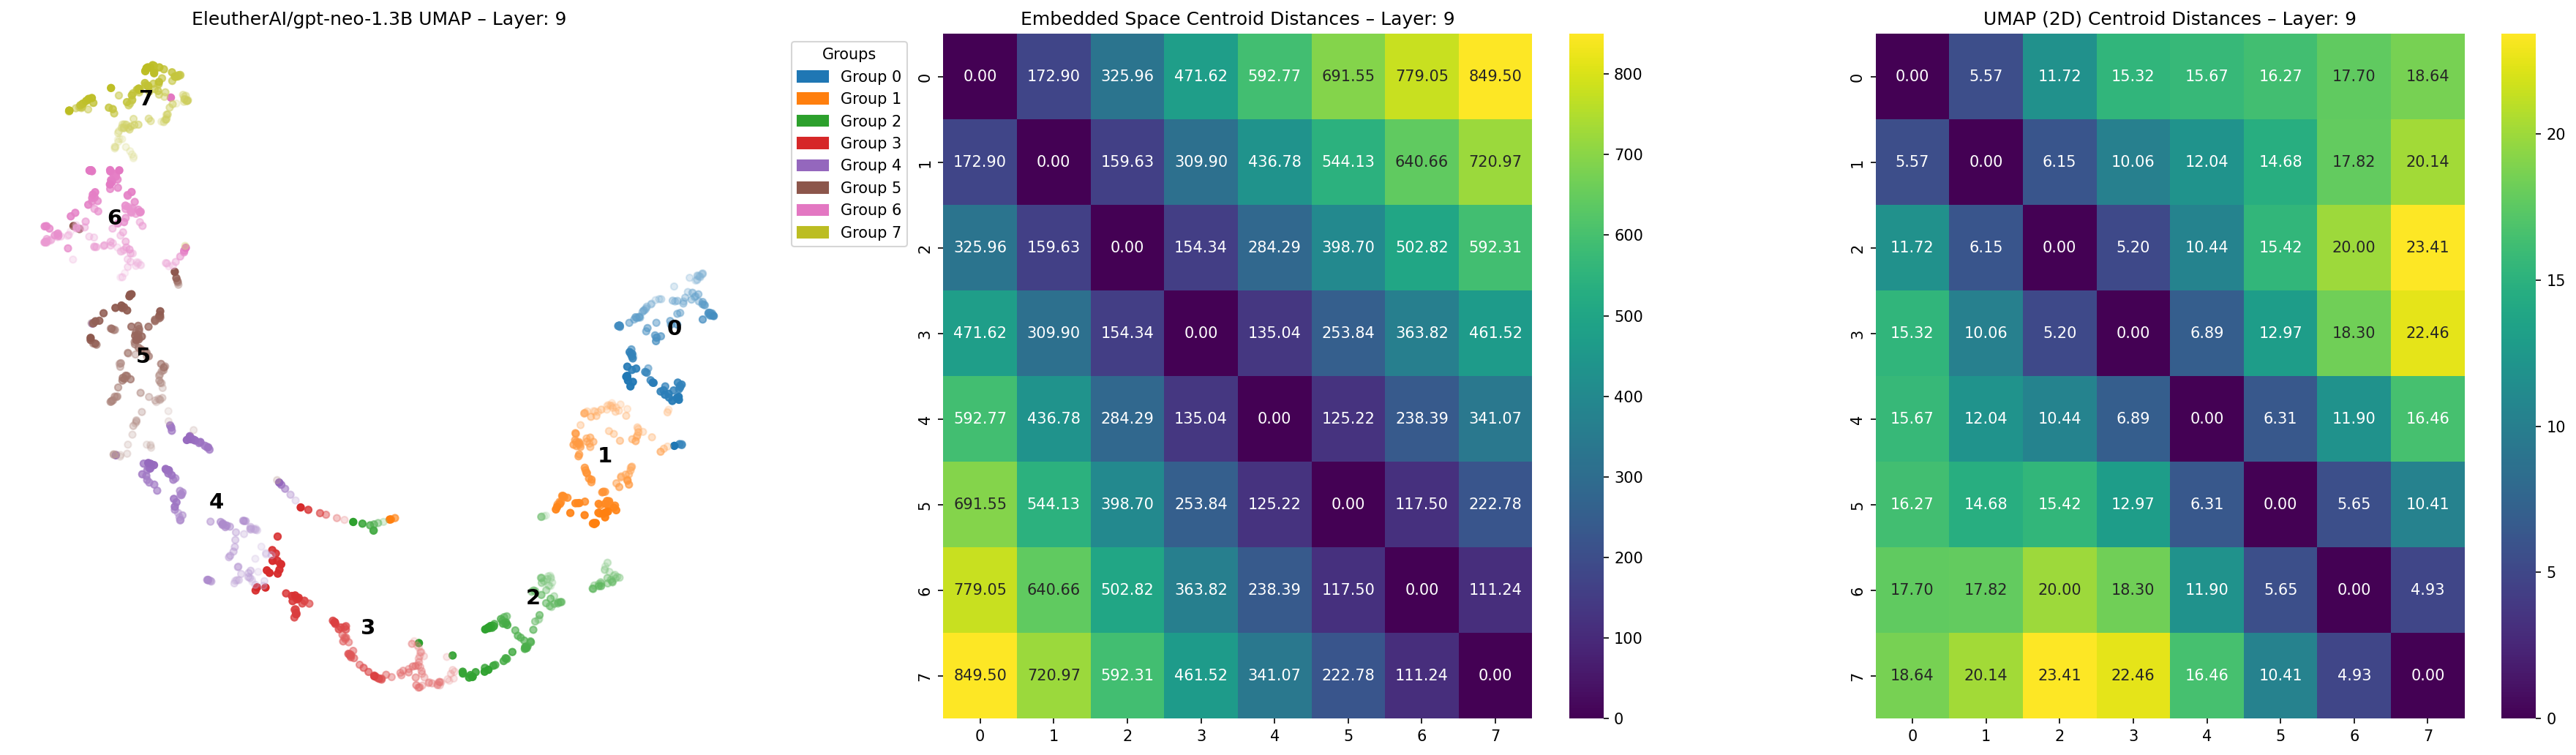 EleutherAI/gpt-neo-1.3B UMAP – Layer: 9
7
6
5
4
3
2
1
0
Groups
Group 0
Group 1
Group 2
Group 3
Group 4
Group 5
Group 6
Group 7
Embedded Space Centroid Distances – Layer: 9
0 0.00 172.90 325.96 471.62 592.77 691.55 779.05 849.50
1 172.90 0.00 159.63 309.90 436.78 544.13 640.66 720.97
2 325.96 159.63 0.00 154.34 284.29 398.70 502.82 592.31
3 471.62 309.90 154.34 0.00 135.04 253.84 363.82 461.52
4 592.77 436.78 284.29 135.04 0.00 125.22 238.39 341.07
5 691.55 544.13 398.70 253.84 125.22 0.00 117.50 222.78
6 779.05 640.66 502.82 363.82 238.39 117.50 0.00 111.24
7 849.50 720.97 592.31 461.52 341.07 222.78 111.24 0.00
0 1 2 3 4 5 6 7
800
700
600
500
400
300
200
100
0
UMAP (2D) Centroid Distances – Layer: 9
0 0.00 5.57 11.72 15.32 15.67 16.27 17.70 18.64
1 5.57 0.00 6.15 10.06 12.04 14.68 17.82 20.14
2 11.72 6.15 0.00 5.20 10.44 15.42 20.00 23.41
3 15.32 10.06 5.20 0.00 6.89 12.97 18.30 22.46
4 15.67 12.04 10.44 6.89 0.00 6.31 11.90 16.46
5 16.27 14.68 15.42 12.97 6.31 0.00 5.65 10.41
6 17.70 17.82 20.00 18.30 11.90 5.65 0.00 4.93
7 18.64 20.14 23.41 22.46 16.46 10.41 4.93 0.00
0 1 2 3 4 5 6 7
20
15
10
5
0